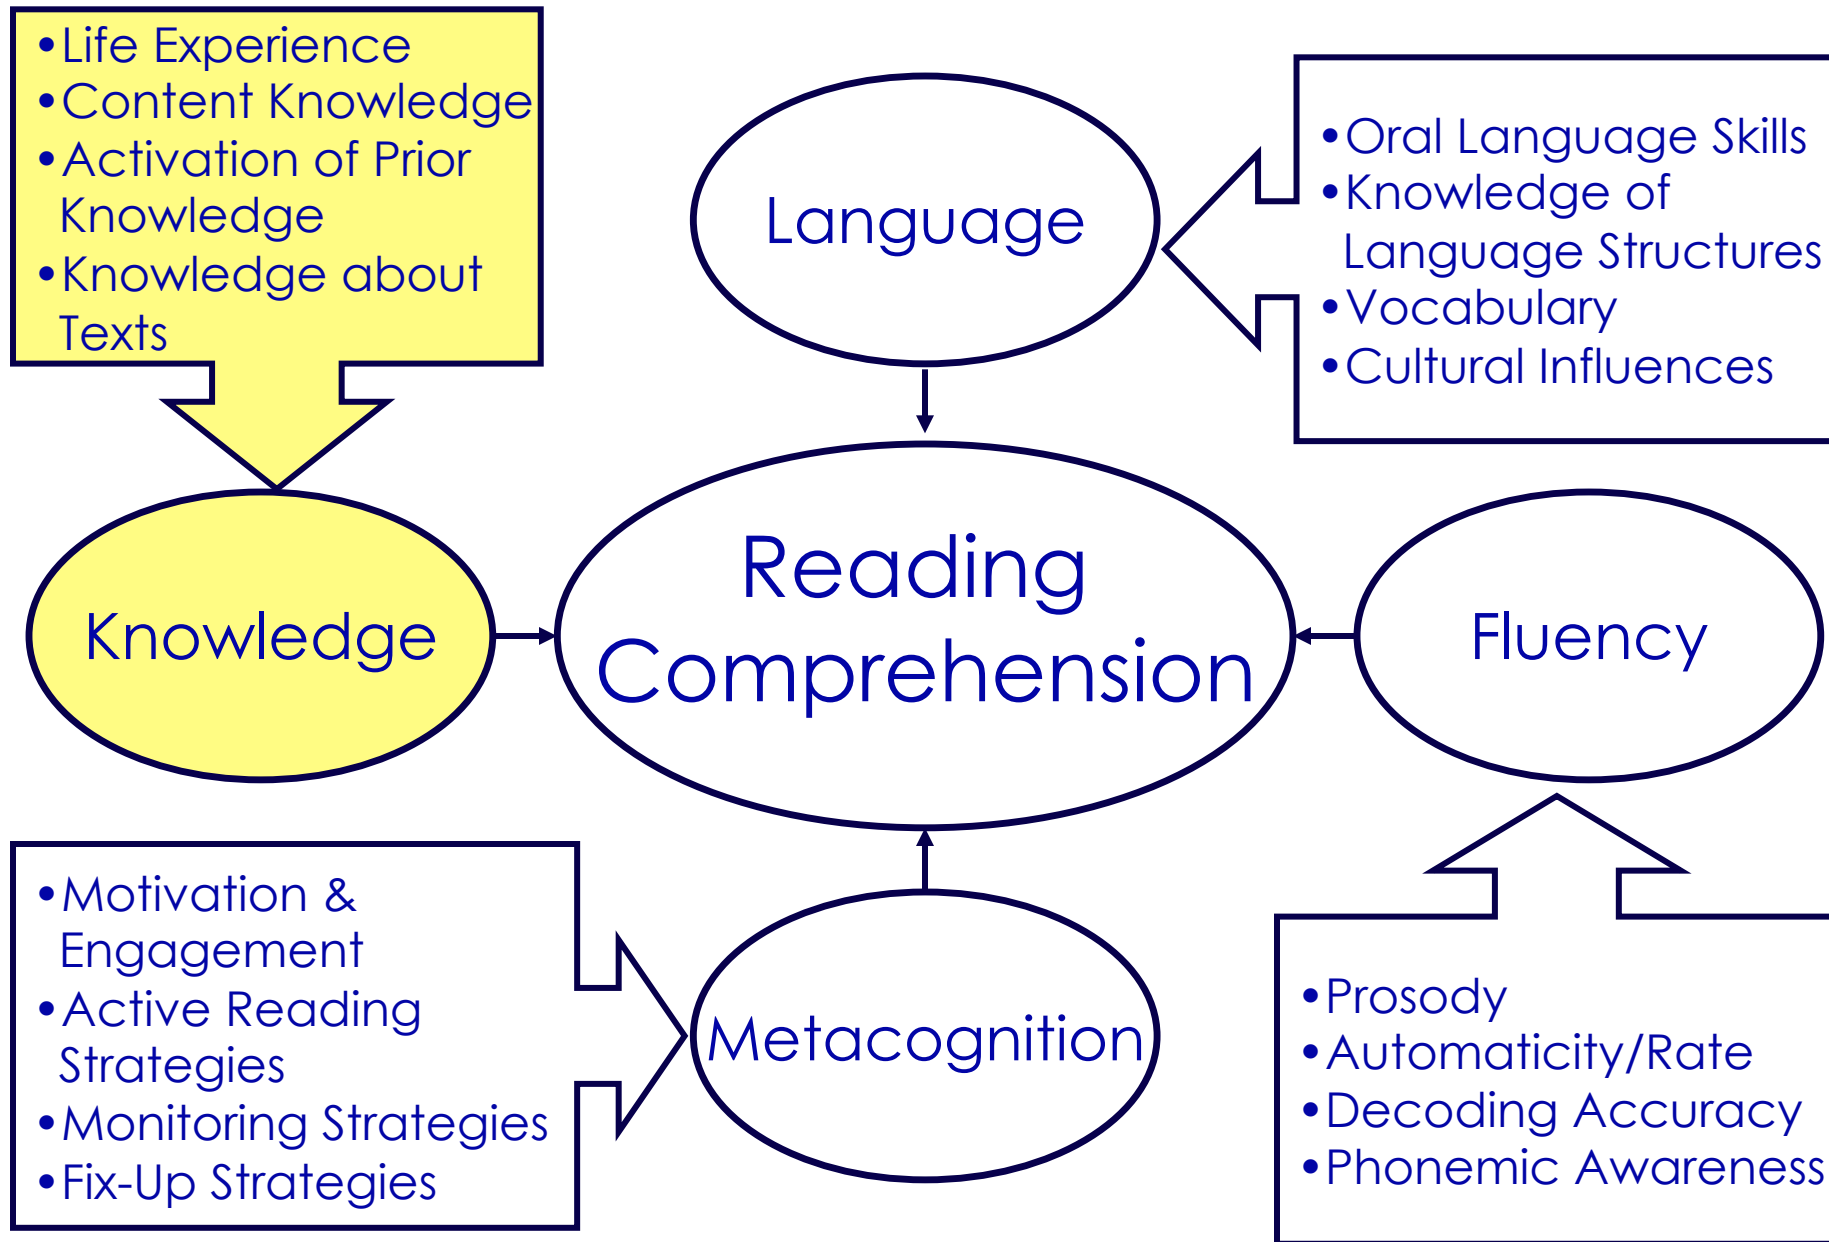 •Life Experience
•Content Knowledge
•Activation of Prior
Knowledge
•Knowledge about
Texts
Language
•Oral Language Skills
•Knowledge of
Language Structures
•Vocabulary
•Cultural Influences
Knowledge
Reading
Comprehension
Fluency
•Motivation &
Engagement
•Active Reading
Strategies
•Monitoring Strategies
•Fix-Up Strategies
Metacognition
•Prosody
•Automaticity/Rate
•Decoding Accuracy
•Phonemic Awareness